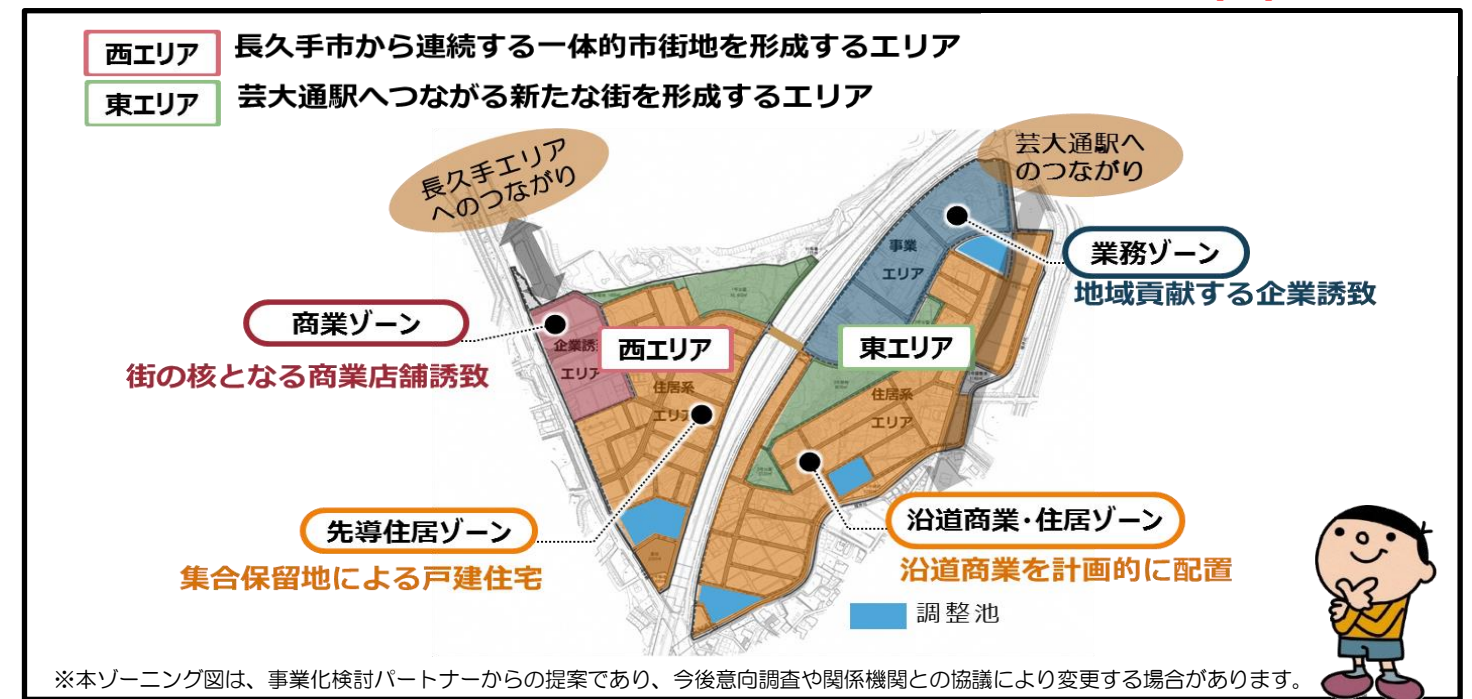 西エリア 長久手市から連続する一体的市街地を形成するエリア
東エリア 芸大通駅へつながる新たな街を形成するエリア
長久手エリア
へのつながり
芸大通駅へ
のつながり
事業
エリア
業務ゾーン
地域貢献する企業誘致
商業ゾーン
街の核となる商業店舗誘致
企業誘
エリア
西エリア
東エリア
住居系
エリア
住居系
エリア
先導住居ゾーン
集合保留地による戸建住宅
沿道商業・住居ゾーン
沿道商業を計画的に配置
調整池
※本ゾーニング図は、事業化検討パートナーからの提案であり、今後意向調査や関係機関との協議により変更する場合があります。